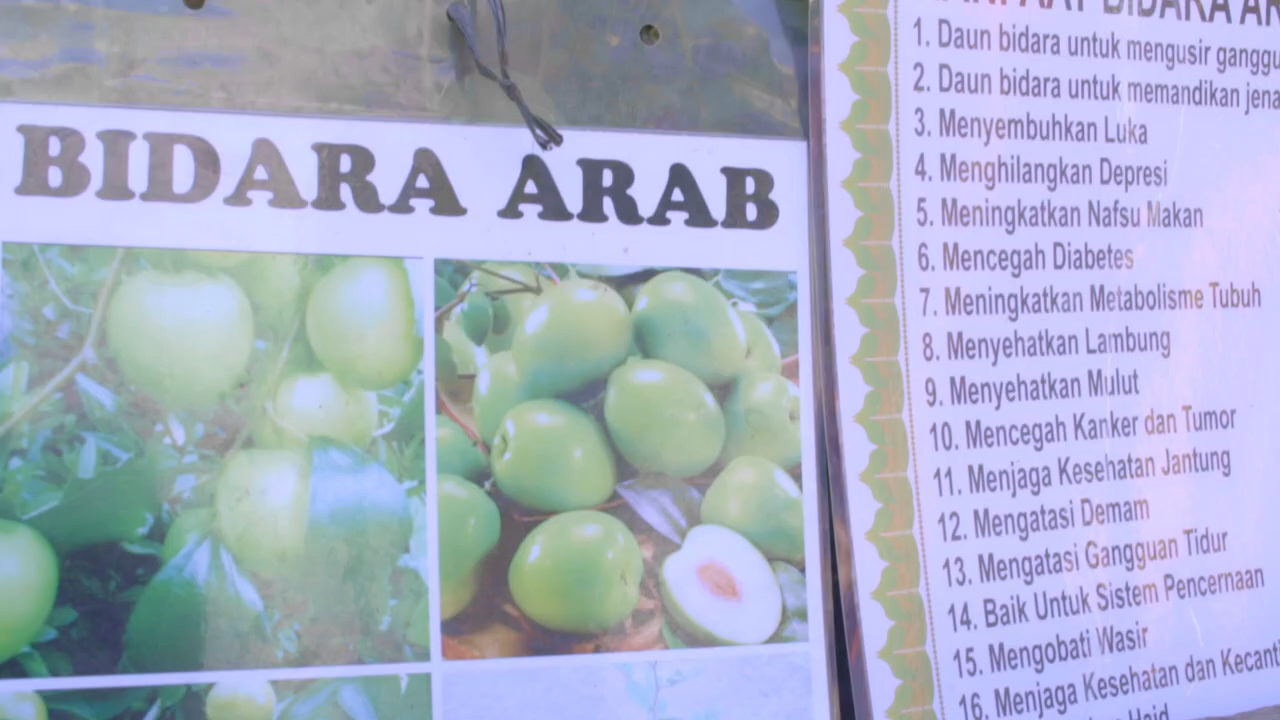 BIDARA ARAB
BIDARA
1. Daun bidara untuk mengusir
2. Daun bidara untuk memandikan
3. Menyembuhkan Luka
4. Menghilangkan Depresi
5. Meningkatkan Nafsu Makan
6. Mencegah Diabetes
7. Meningkatkan Metabolisme Tubuh
8. Menyehatkan Lambung
9. Menyehatkan Mulut
10. Mencegah Kanker dan Tumor
11. Menjaga Kesehatan Jantung
12. Mengatasi Demam
13. Mengatasi Gangguan Tidur
14. Baik Untuk Sistem Pencernaan
15. Mengobati Wasir
16. Menjaga Kesehatan dan
Haid